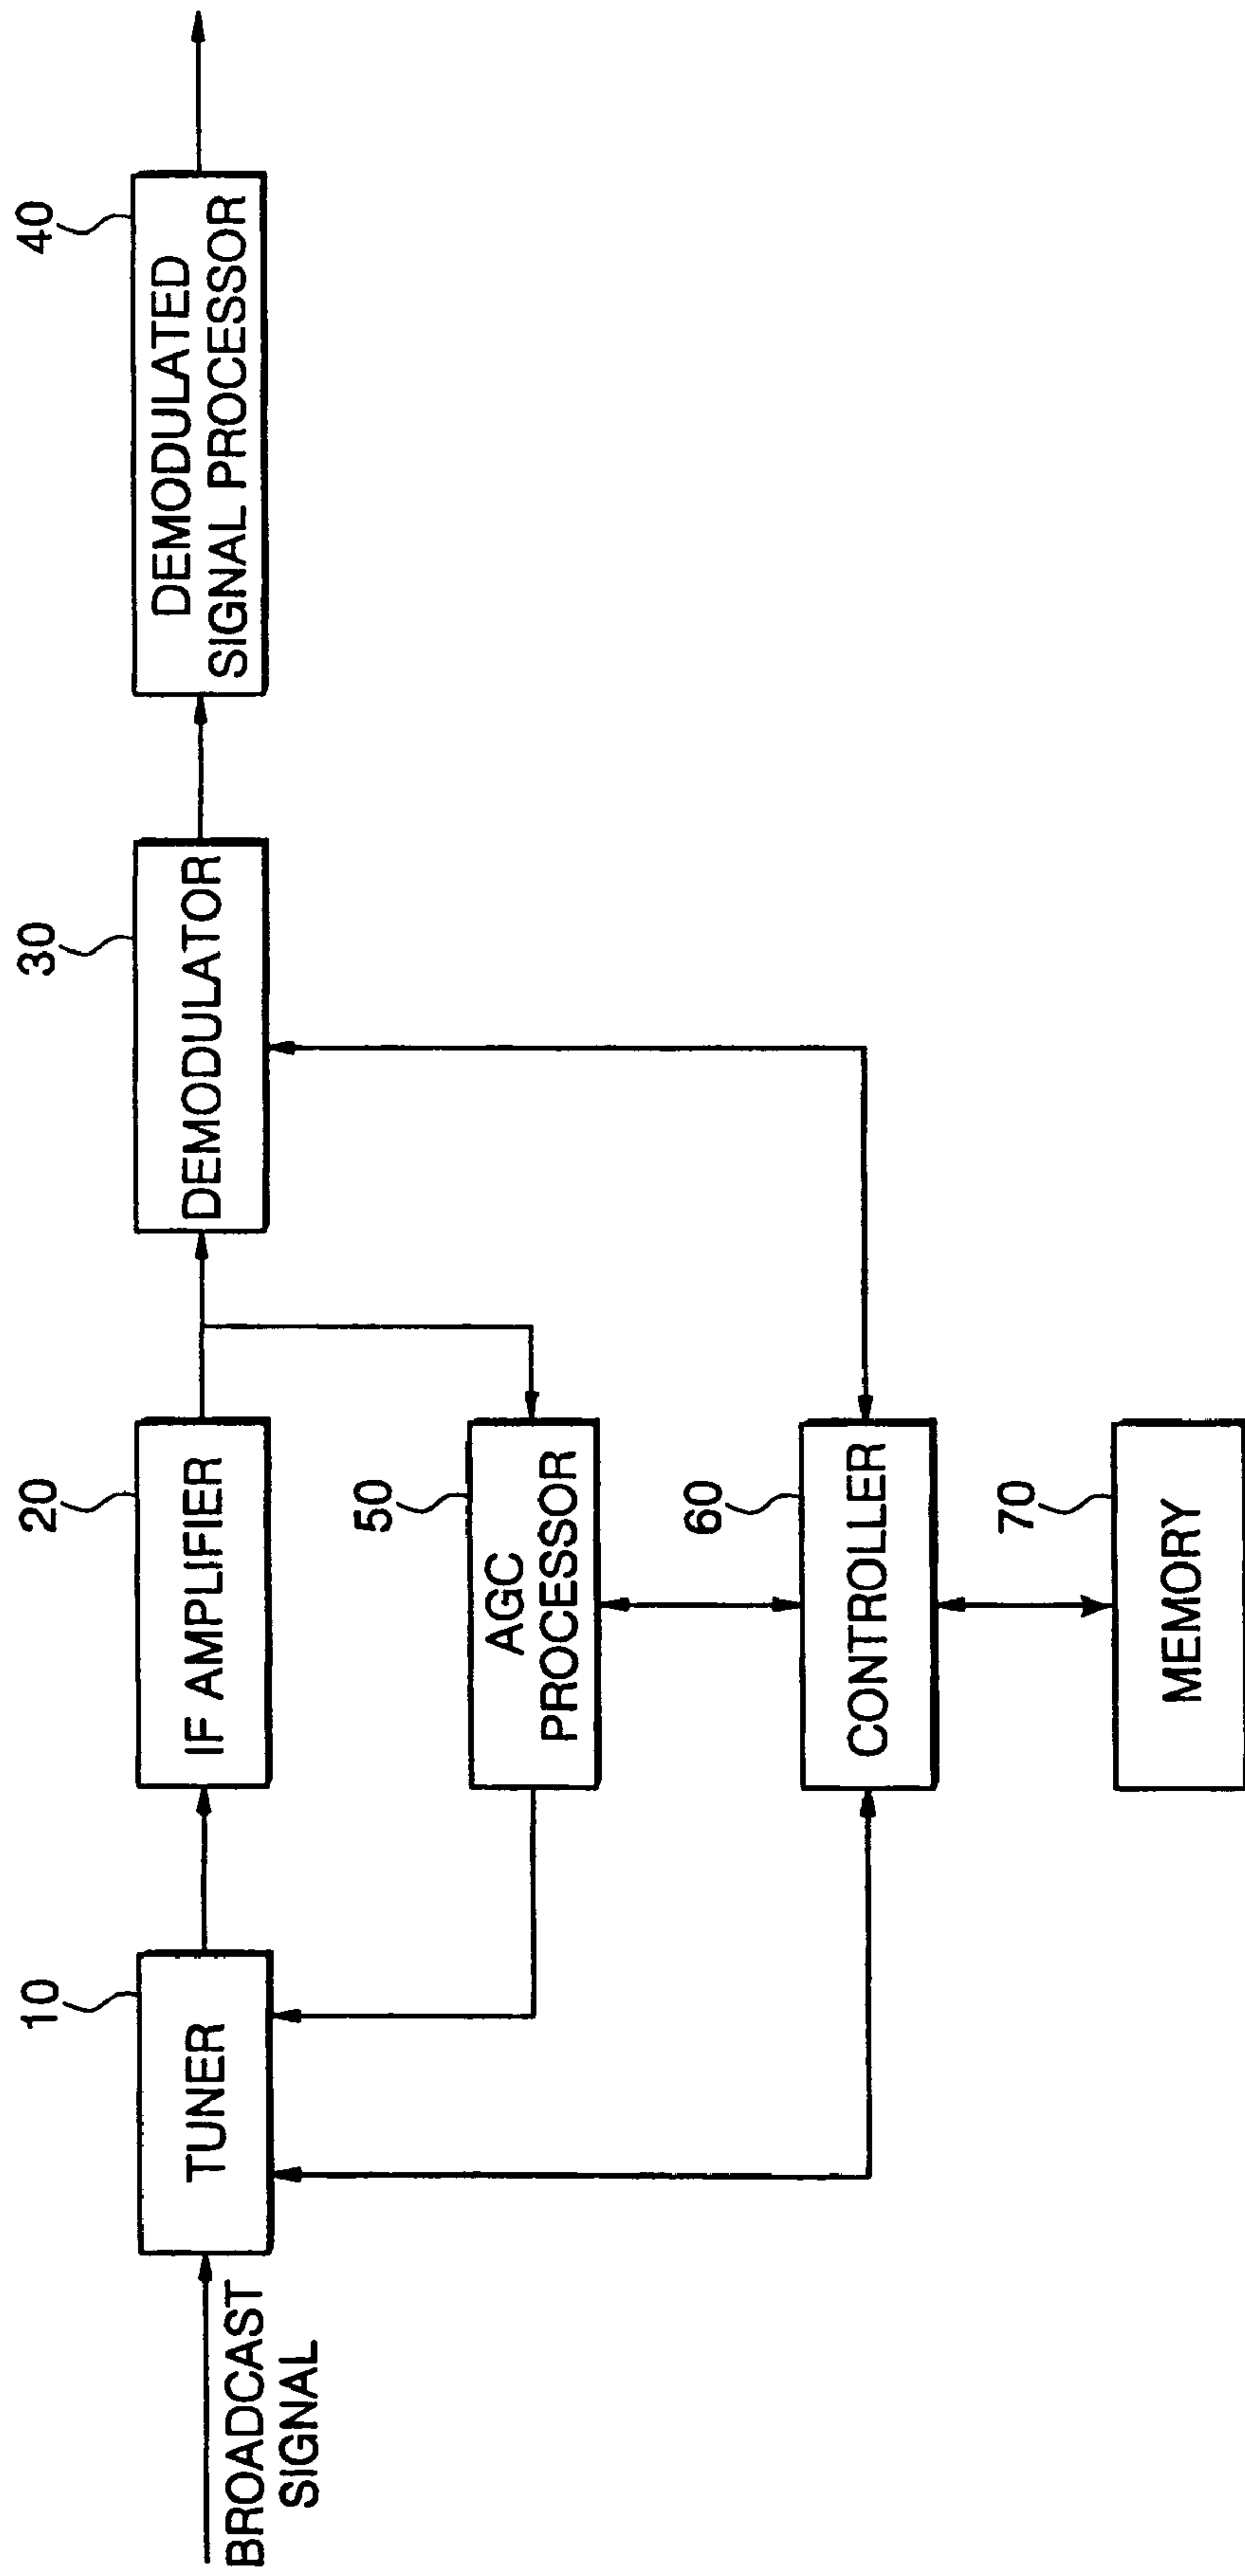 10
20
30
40
TUNER
IF AMPLIFIER
DEMODULATOR
DEMODULATED
SIGNAL PROCESSOR
BROADCAST
SIGNAL
50
AGC
PROCESSOR
60
CONTROLLER
70
MEMORY